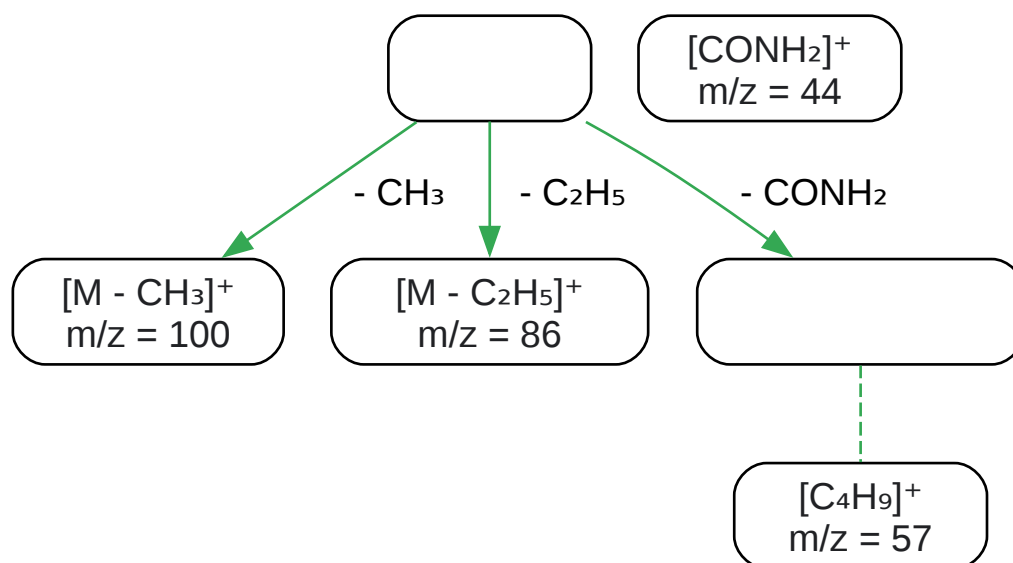 [CONH₂]⁺
m/z = 44
- CH₃
- C₂H₅
- CONH₂
[M - CH₃]⁺
m/z = 100
[M - C₂H₅]⁺
m/z = 86
[C₄H₉]⁺
m/z = 57